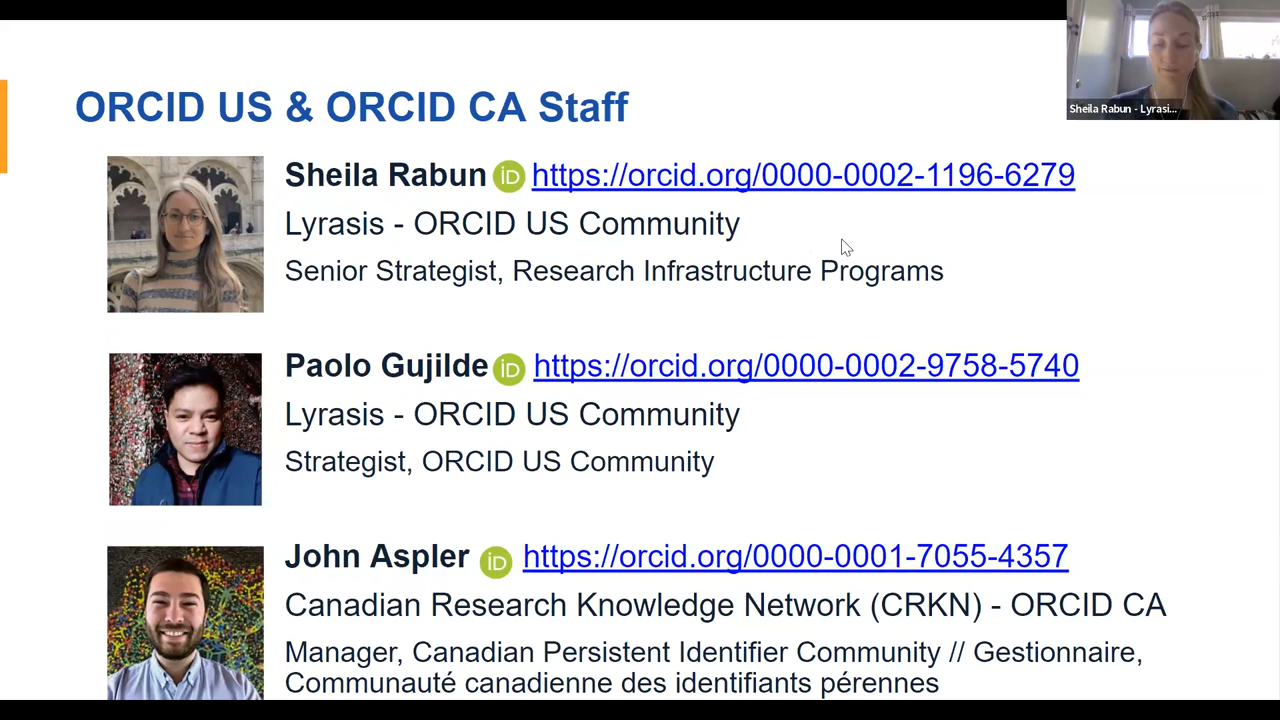 ORCID US & ORCID CA Staff
Sheila Rabun - Lyrasi...
Sheila Rabun iD https://orcid.org/0000-0002-1196-6279
Lyrasis - ORCID US Community
Senior Strategist, Research Infrastructure Programs
Paolo Gujilde iD https://orcid.org/0000-0002-9758-5740
Lyrasis - ORCID US Community
Strategist, ORCID US Community
John Aspler iD https://orcid.org/0000-0001-7055-4357
Canadian Research Knowledge Network (CRKN) - ORCID CA
Manager, Canadian Persistent Identifier Community // Gestionnaire,
Communauté canadienne des identifiants pérennes